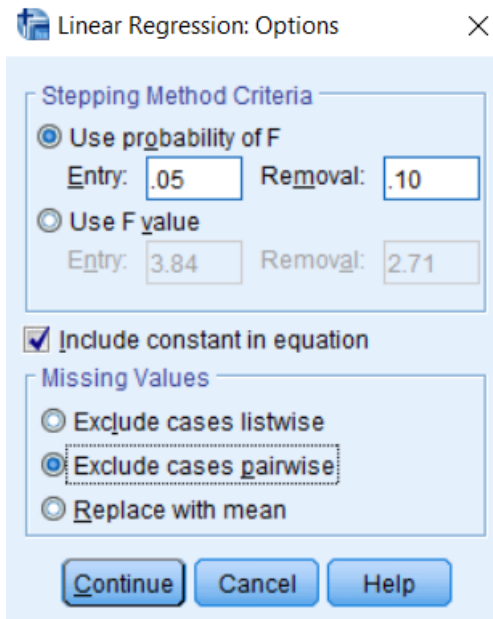 Linear Regression: Options
Stepping Method Criteria
Use probability of F
Entry: .05 Removal: .10
Use F value
Entry: 3.84 Removal: 2.71
Include constant in equation
Missing Values
Exclude cases listwise
Exclude cases pairwise
Replace with mean
Continue Cancel Help